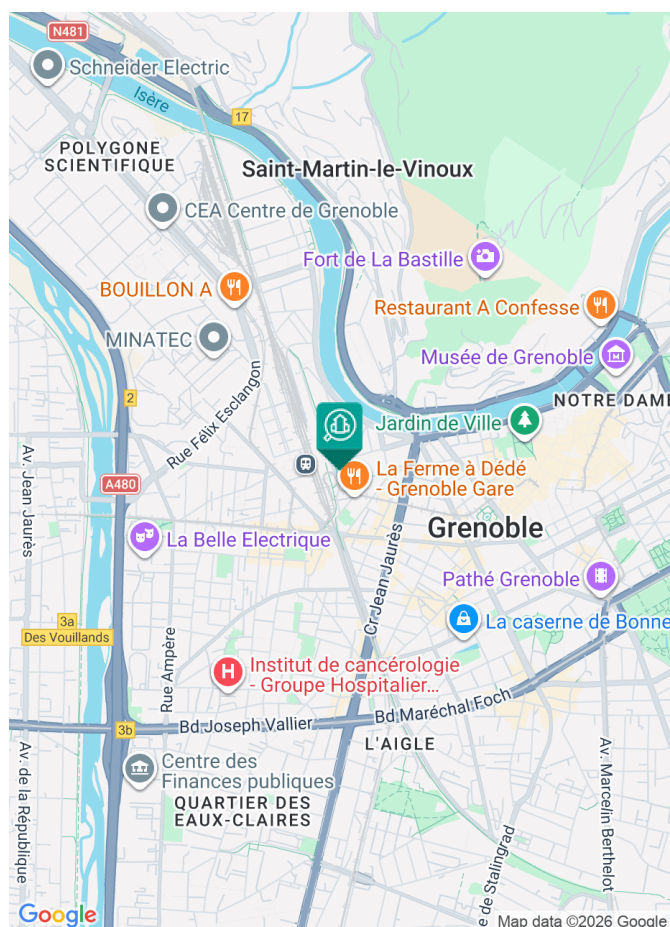 N481
Schneider Electric
Isère
17
POLYGONE
SCIENTIFIQUE
Saint-Martin-le-Vinoux
CEA Centre de Grenoble
Fort de La Bastille
BOUILLON A
Restaurant A Confesse
MINATEC
Musée de Grenoble
2
Rue Félix Esclangon
NOTRE DAME
Jardin de Ville
Av. Jean Jaurès
La Ferme à Dédé
- Grenoble Gare
A480
Grenoble
La Belle Electrique
Cr Jean Jaurès
Pathé Grenoble
3a
Des Vouillands
La caserne de Bonne
Rue Ampère
H
Institut de cancérologie
- Groupe Hospitalier...
Bd Maréchal Foch
Bd Joseph Vallier
3b
L'AIGLE
Av. de la République
Centre des
Finances publiques
Av. Marcelin Berthelot
QUARTIER DES
EAUX-CLAIRES
e de Stalingrad
Google
Map data ©2026 Google